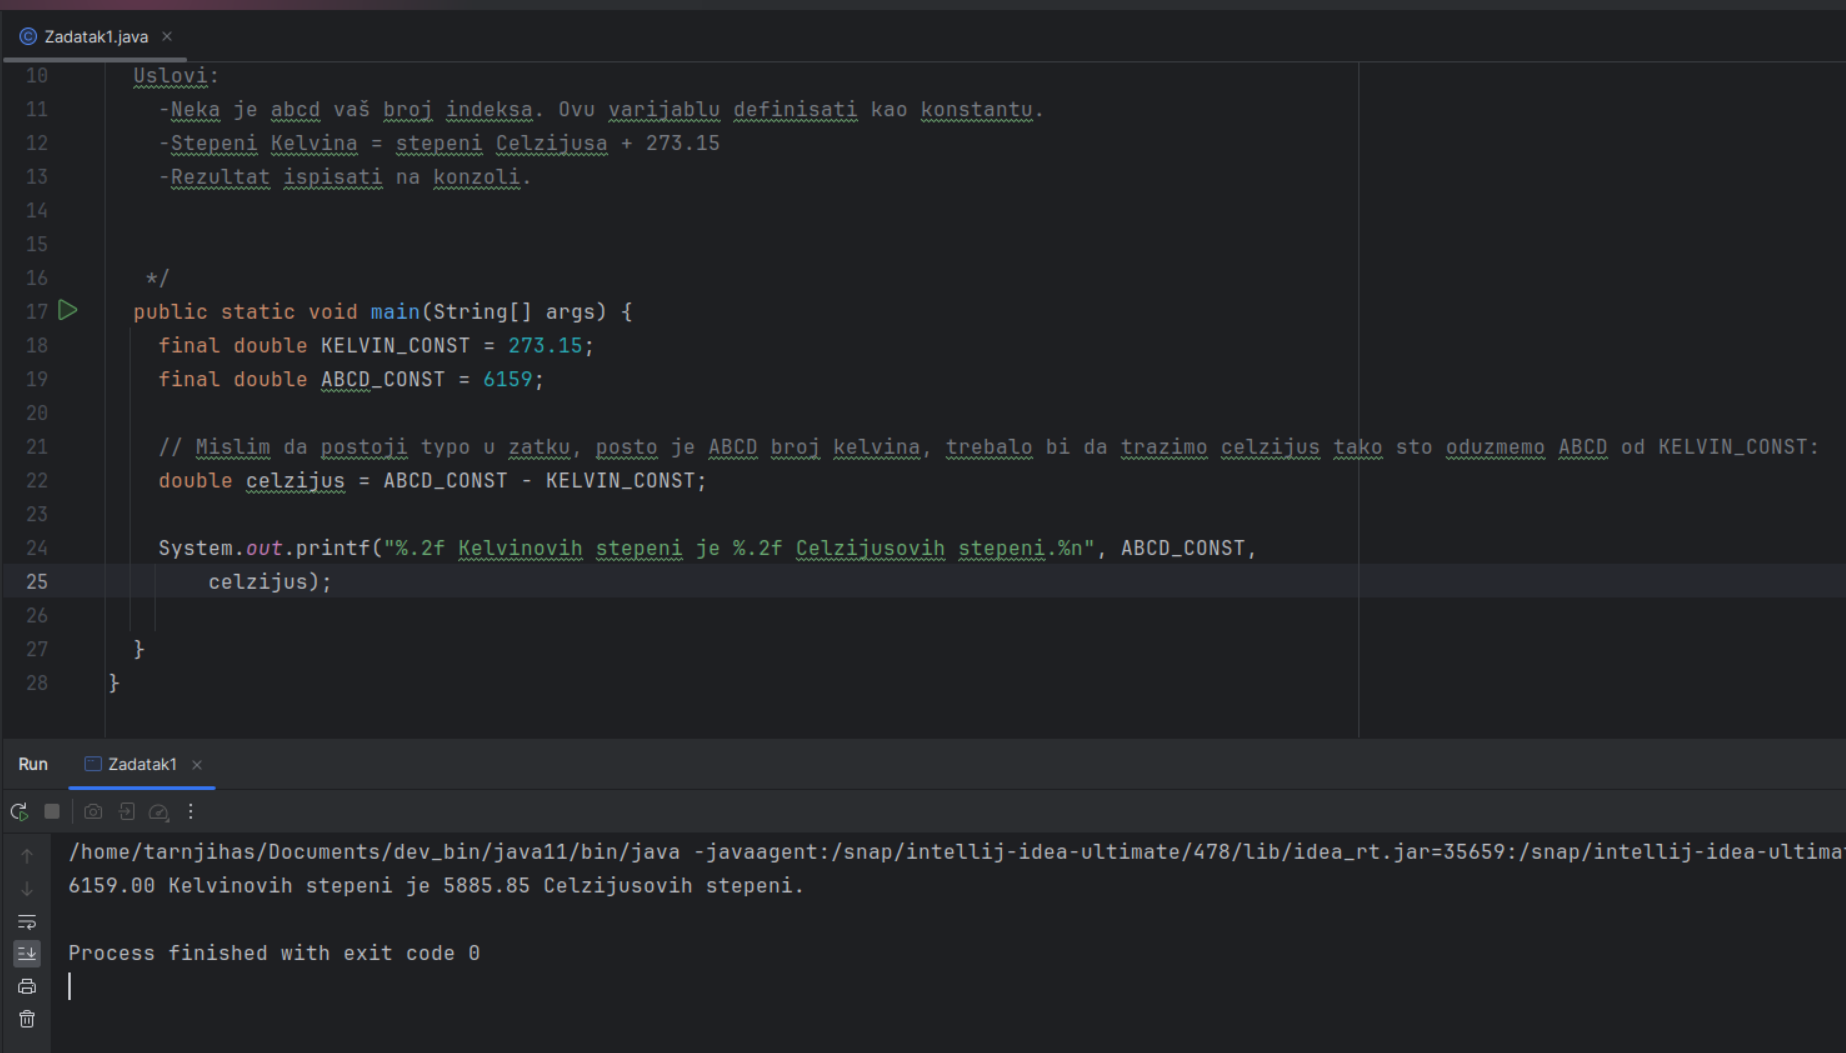 Zadatak1.java
10 Uslovi:
11 -Neka je abcd vaš broj indeksa. Ovu varijablu definisati kao konstantu.
12 -Stepeni Kelvina = stepeni Celzijusa + 273.15
13 -Rezultat ispisati na konzoli.
14
15
16 */
17 public static void main(String[] args) {
18 final double KELVIN_CONST = 273.15;
19 final double ABCD_CONST = 6159;
20
21 // Mislim da postoji typo u zatku, posto je ABCD broj kelvina, trebalo bi da trazimo celzijus tako sto oduzmemo ABCD od KELVIN_CONST:
22 double celzijus = ABCD_CONST - KELVIN_CONST;
23
24 System.out.printf("%.2f Kelvinovih stepeni je %.2f Celzijusovih stepeni.%n", ABCD_CONST,
25 celzijus);
26
27 }
28 }
Run Zadatak1
/home/tarnjihas/Documents/dev_bin/java11/bin/java -javaagent:/snap/intellij-idea-ultimate/478/lib/idea_rt.jar=35659:/snap/intellij-idea-ultima
6159.00 Kelvinovih stepeni je 5885.85 Celzijusovih stepeni.
Process finished with exit code 0